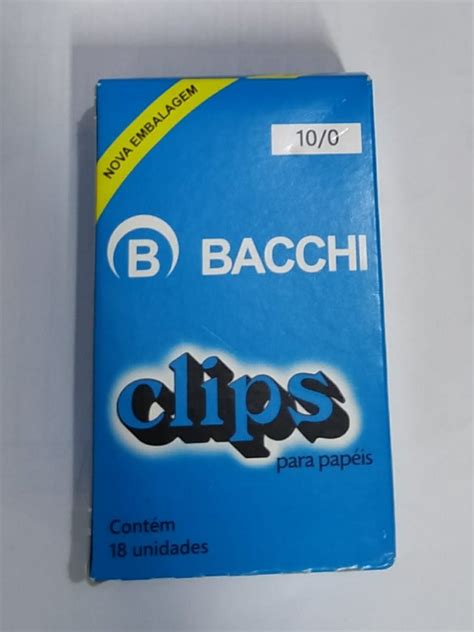 NOVA EMBALAGEM
10/0
B BACCHI
clips
para papéis
Contém
18 unidades